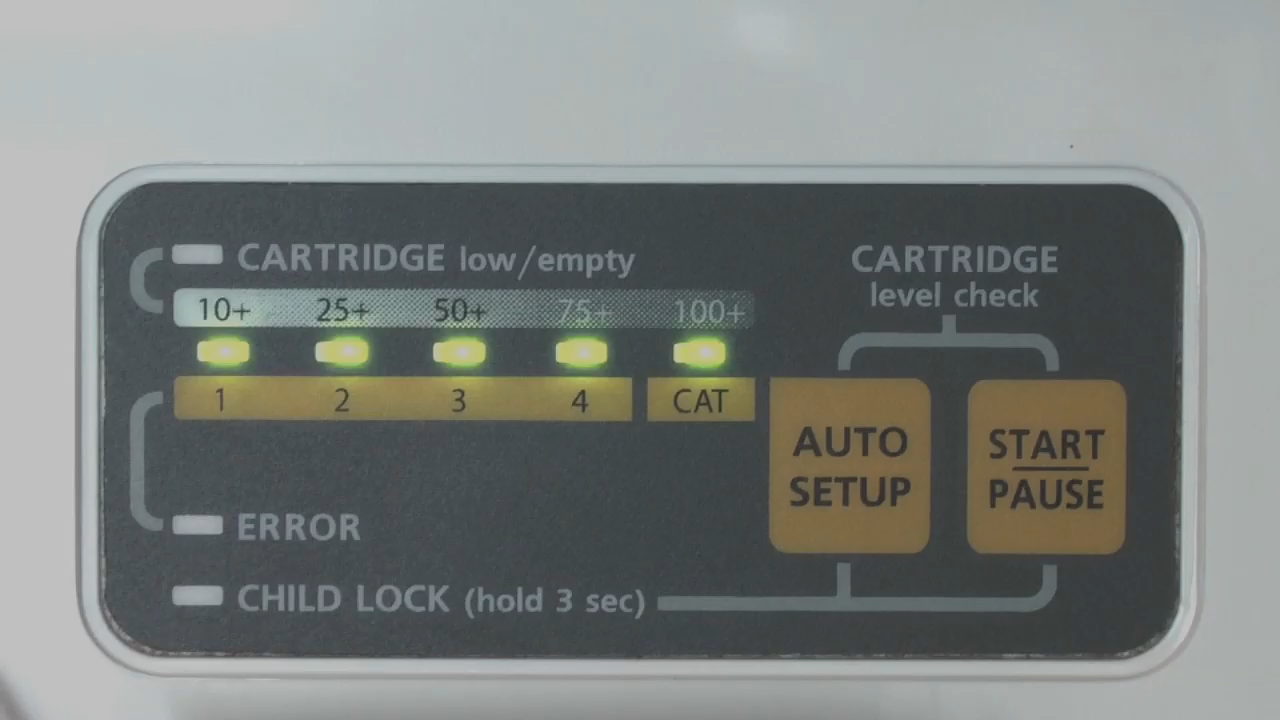 CARTRIDGE low/empty
10+ 25+ 50+ 75+ 100+
1 2 3 4 CAT
ERROR
CHILD LOCK (hold 3 sec)
CARTRIDGE
level check
AUTO
SETUP
START
PAUSE